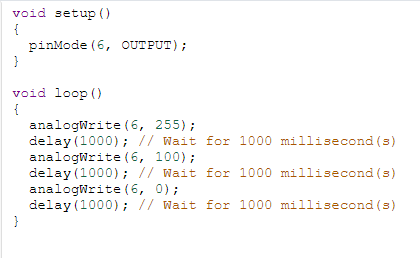 void setup()
{
  pinMode(6, OUTPUT);
}

void loop()
{
  analogWrite(6, 255);
  delay(1000); // Wait for 1000 millisecond(s)
  analogWrite(6, 100);
  delay(1000); // Wait for 1000 millisecond(s)
  analogWrite(6, 0);
  delay(1000); // Wait for 1000 millisecond(s)
}